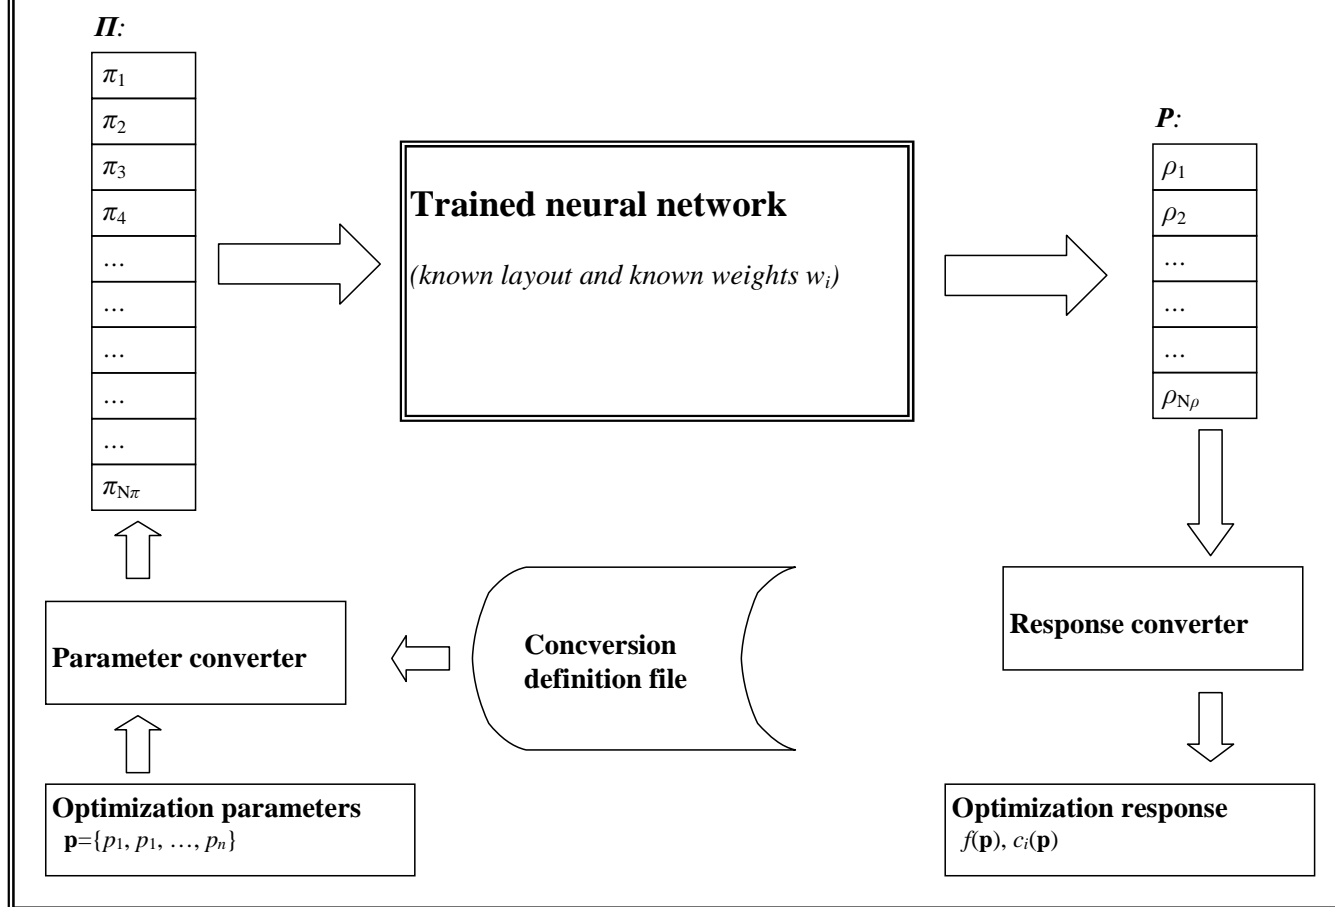 Π:
π1
π2
π3
π4
...
...
...
...
...
πNπ
Trained neural network
(known layout and known weights wi)
P:
ρ1
ρ2
...
...
...
ρNρ
Parameter converter
Concversion
definition file
Response converter
Optimization parameters
p={p1, p1, …, pn}
Optimization response
f(p), ci(p)